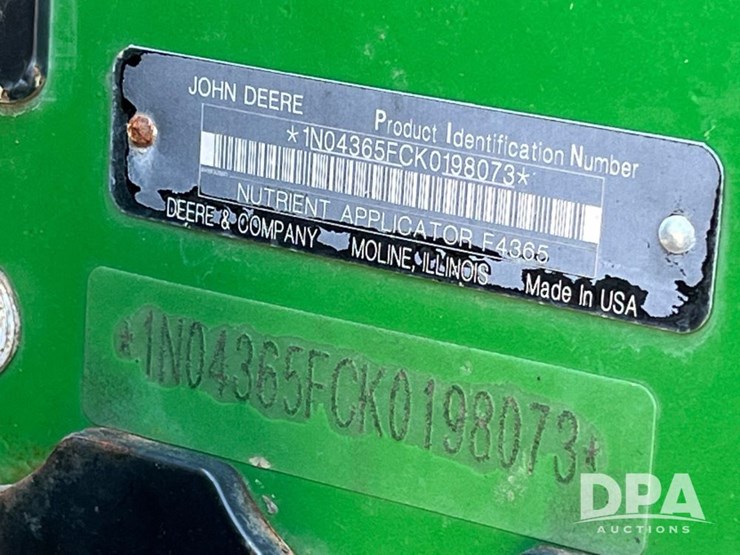 JOHN DEERE
Product Identification Number
*1N04365FCK0198073*
NUTRIENT APPLICATOR F4365
DEERE & COMPANY MOLINE, ILLINOIS Made In USA
*1N04365FCK0198073*
DPA
AUCTIONS